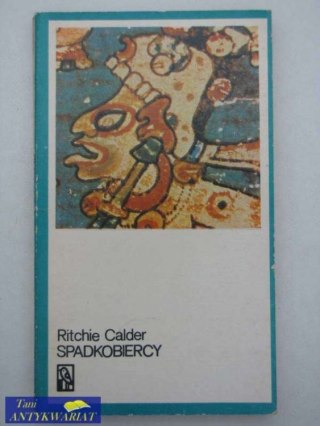 Ritchie Calder
SPADKOBIERCY
Tani
ANTYKWARIAT